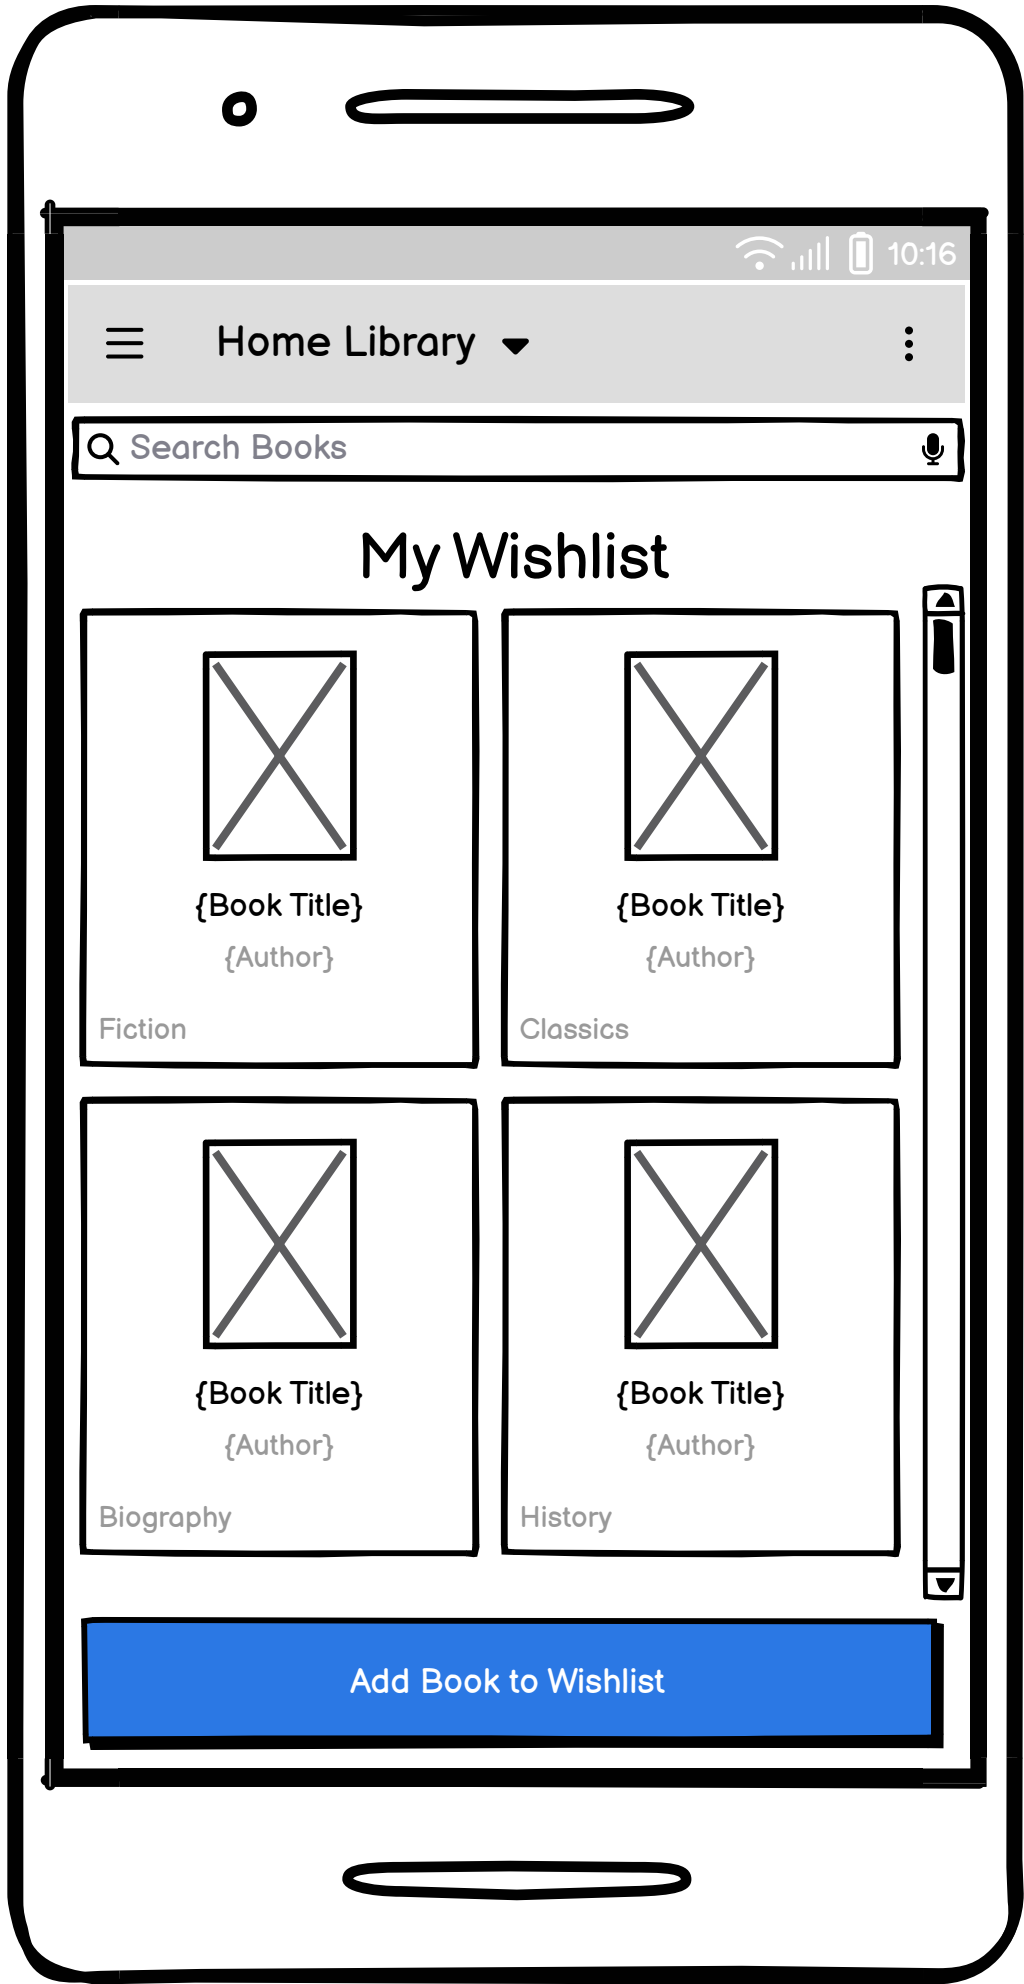 10:16
Home Library
Search Books
My Wishlist
{Book Title}
{Author}
Fiction
{Book Title}
{Author}
Classics
{Book Title}
{Author}
Biography
{Book Title}
{Author}
History
Add Book to Wishlist